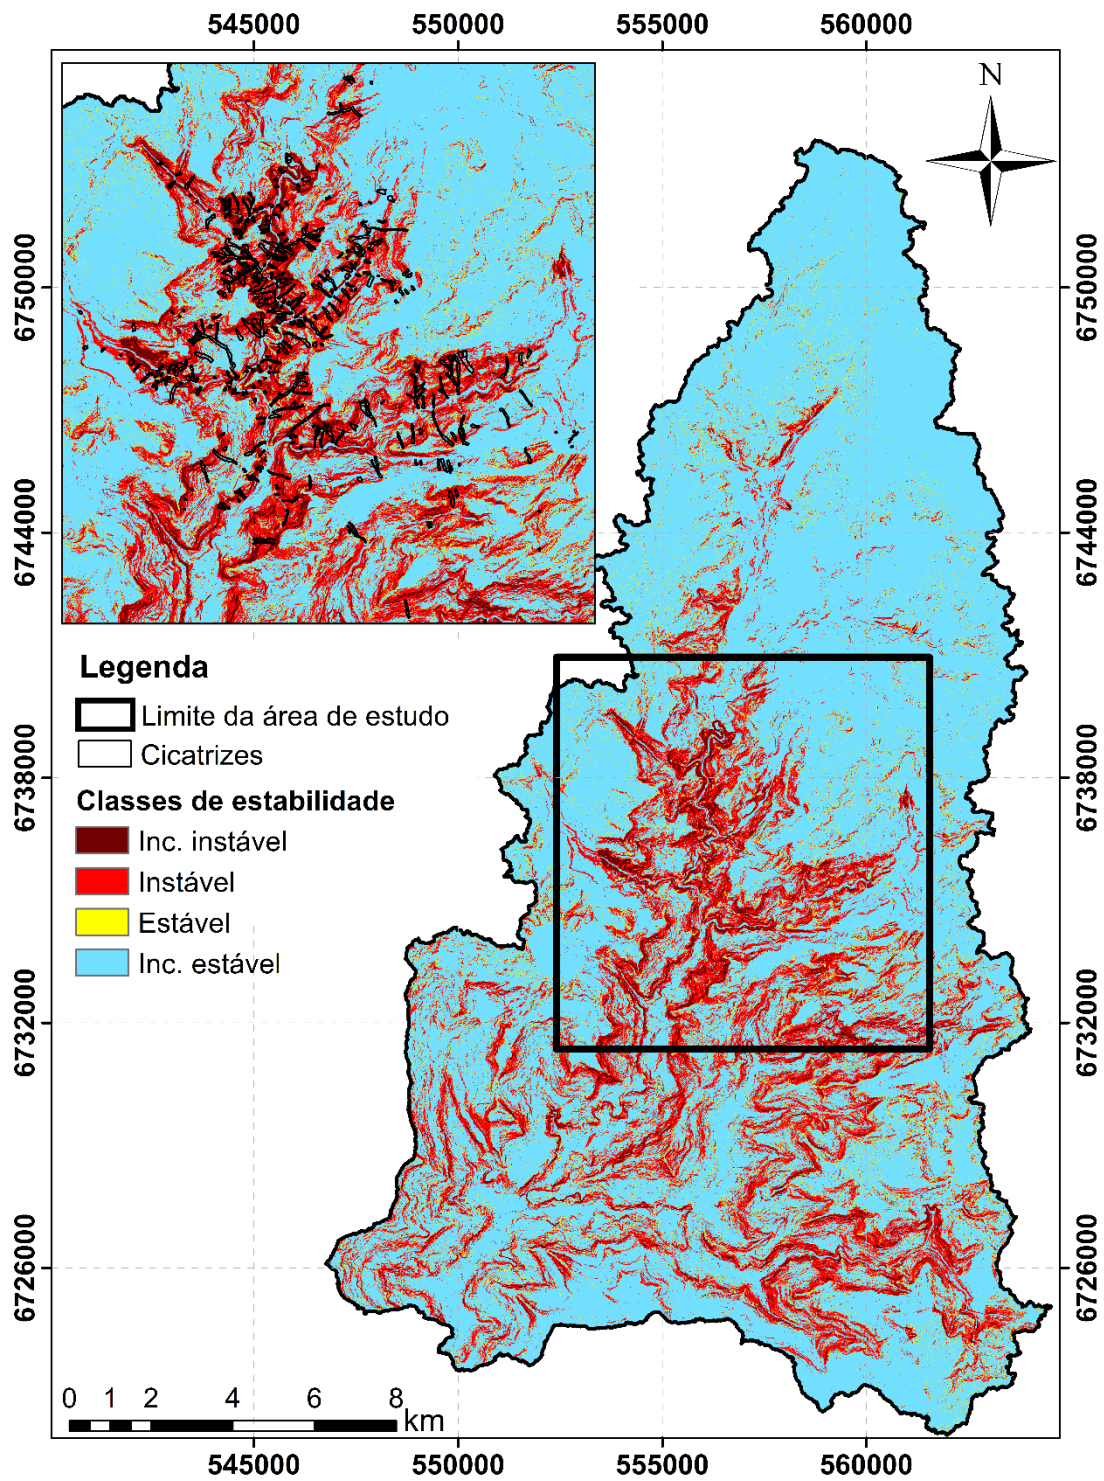 545000 550000 555000 560000
N
6750000 6750000
6744000 6744000
Legenda
Limite da área de estudo
Cicatrizes
Classes de estabilidade
Inc. instável
Instável
Estável
Inc. estável
6738000 6738000
6732000 6732000
6726000 6726000
0 1 2 4 6 8
km
545000 550000 555000 560000